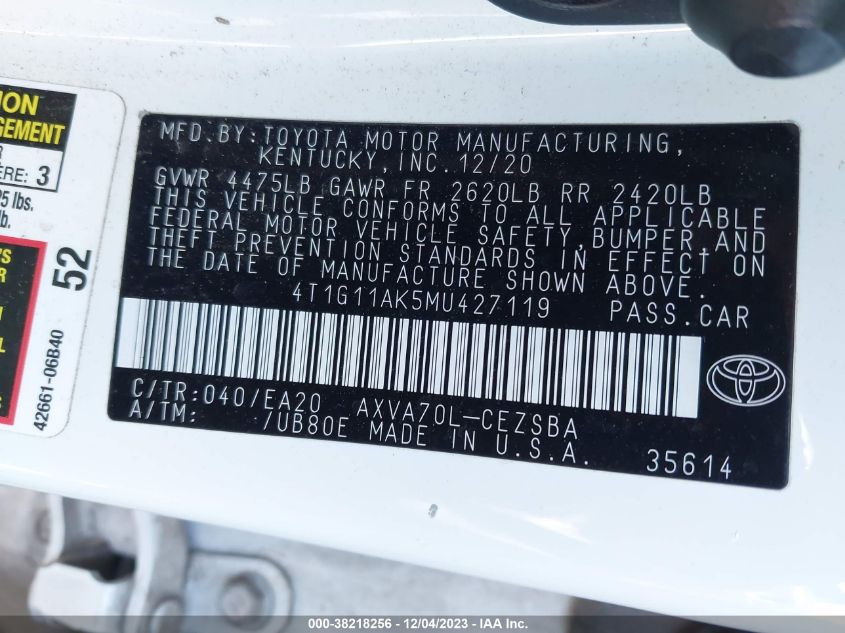 MFD.BY:TOYOTA MOTOR MANUFACTURING,
KENTUCKY,INC.12/20
GVWR 4475LB GAWR FR 2620LB RR 2420LB
THIS VEHICLE CONFORMS TO ALL APPLICABLE
FEDERAL MOTOR VEHICLE SAFETY,BUMPER,AND
THEFT PREVENTION STANDARDS IN EFFECT ON
THE DATE OF MANUFACTURE SHOWN ABOVE.
4T1G11AK5MU427119 PASS.CAR
C/TR:040/EA20 AXVA70L-CEZSBA
A/TM: /UB80E MADE IN U.S.A.
35614
ERE: 3
lbs.
lb.
52
42661-06B40
000-38218256 - 12/04/2023 - IAA Inc.